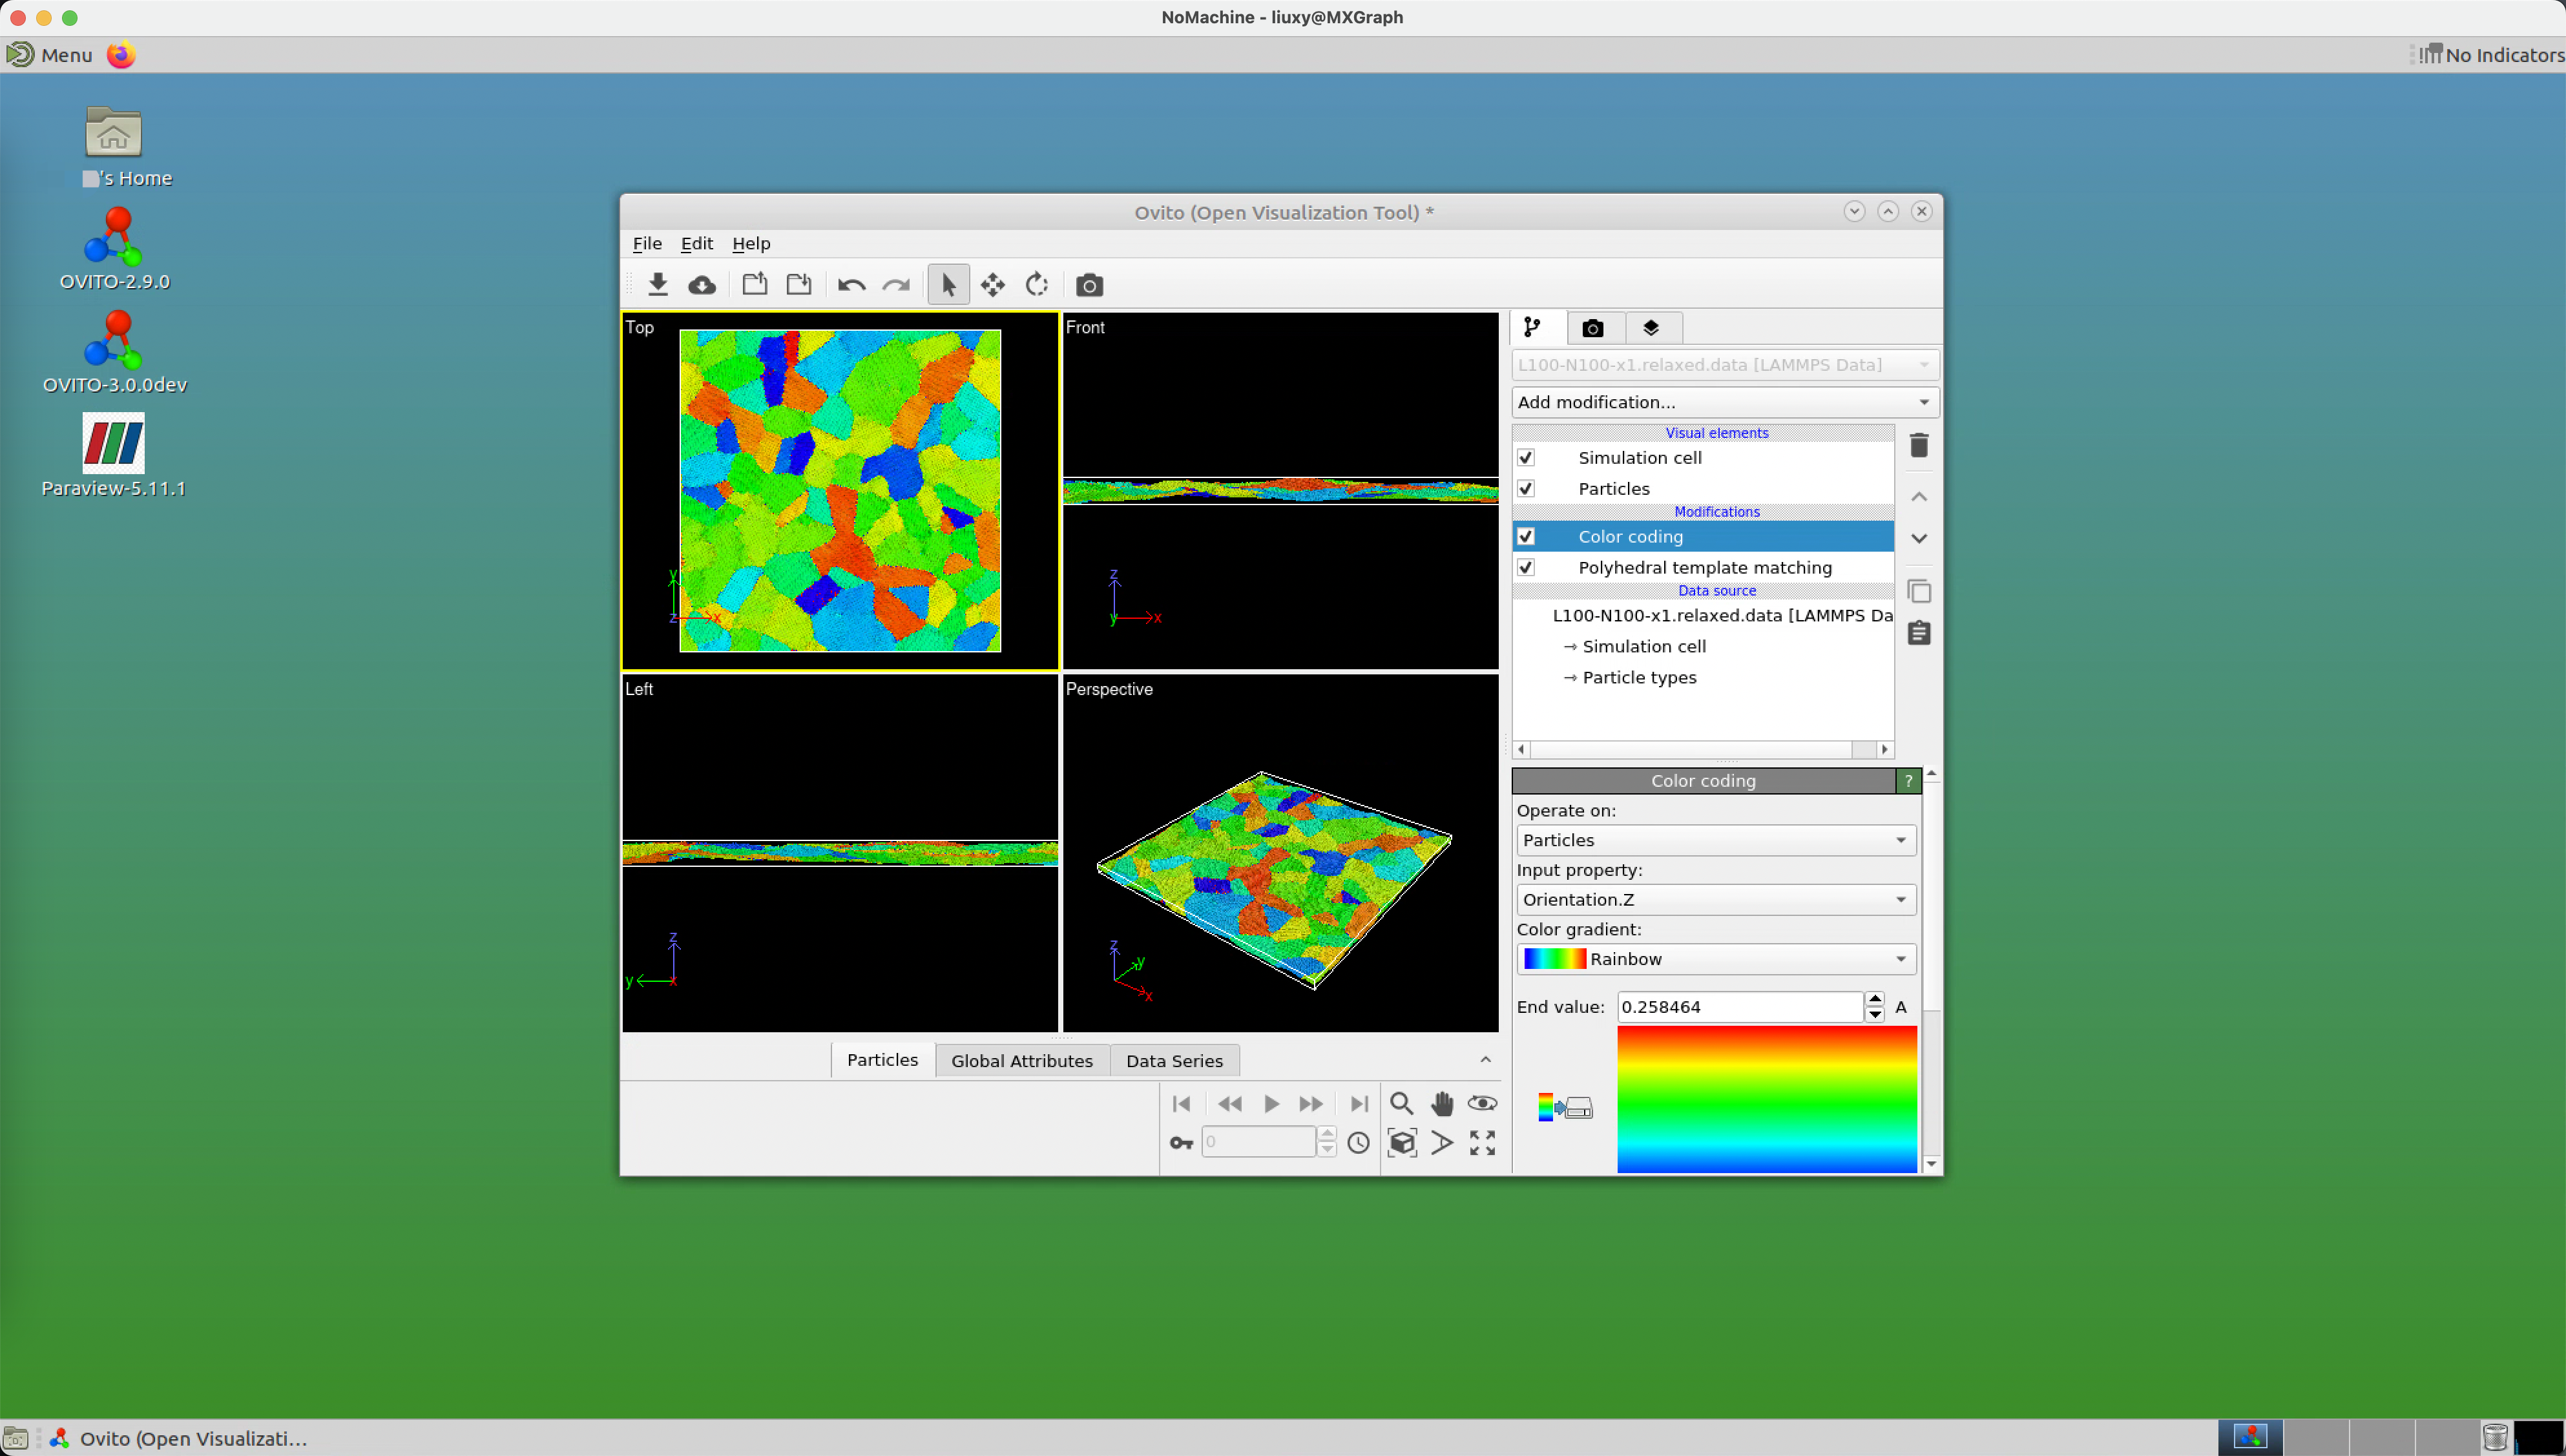 NoMachine - liuxy@MXGraph
Menu
No Indicators
's Home
OVITO-2.9.0
OVITO-3.0.0dev
Paraview-5.11.1
Ovito (Open Visualization Tool) *
File Edit Help
Top
y
z x
Front
z
y x
Left
z
y x
Perspective
z
y
x
L100-N100-x1.relaxed.data [LAMMPS Data]
Add modification...
Visual elements
Simulation cell
Particles
Modifications
Color coding
Polyhedral template matching
Data source
L100-N100-x1.relaxed.data [LAMMPS Da
→ Simulation cell
→ Particle types
Color coding ?
Operate on:
Particles
Input property:
Orientation.Z
Color gradient:
Rainbow
End value: 0.258464 A
Particles Global Attributes Data Series
0
Ovito (Open Visualizati...